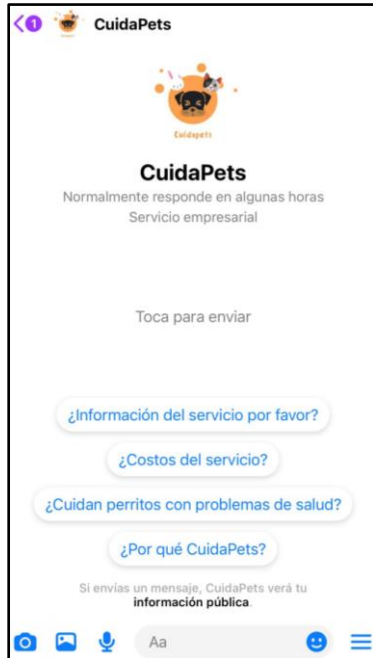 1
CuidaPets
Cuidapets
CuidaPets
Normalmente responde en algunas horas
Servicio empresarial
Toca para enviar
¿Información del servicio por favor?
¿Costos del servicio?
¿Cuidan perritos con problemas de salud?
¿Por qué CuidaPets?
Si envías un mensaje, CuidaPets verá tu
información pública.
Aa